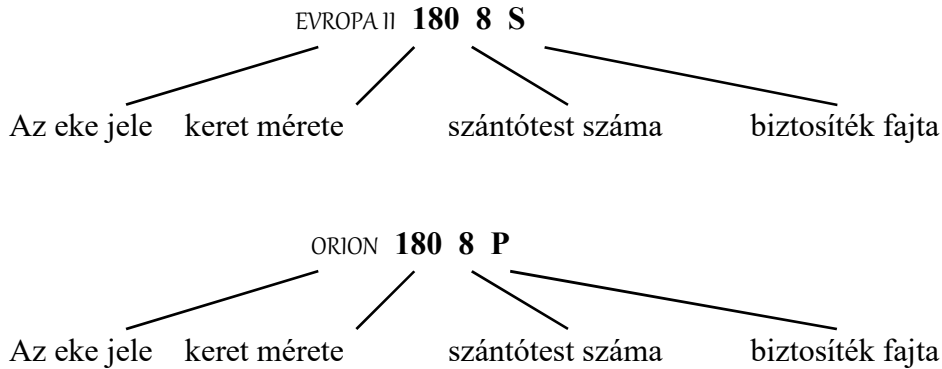 EVROPA II 180 8 S
Az eke jele keret mérete szántótest száma biztosíték fajta
ORION 180 8 P
Az eke jele keret mérete szántótest száma biztosíték fajta